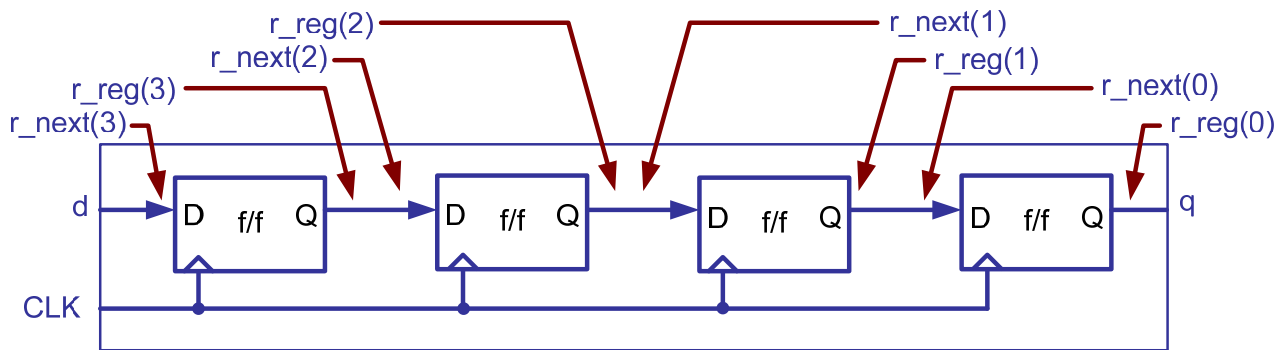 r_reg(2)
r_next(1)
r_next(2)
r_reg(1)
r_reg(3)
r_next(0)
r_next(3)
r_reg(0)
d
D f/f Q
D f/f Q
D f/f Q
D f/f Q
q
CLK